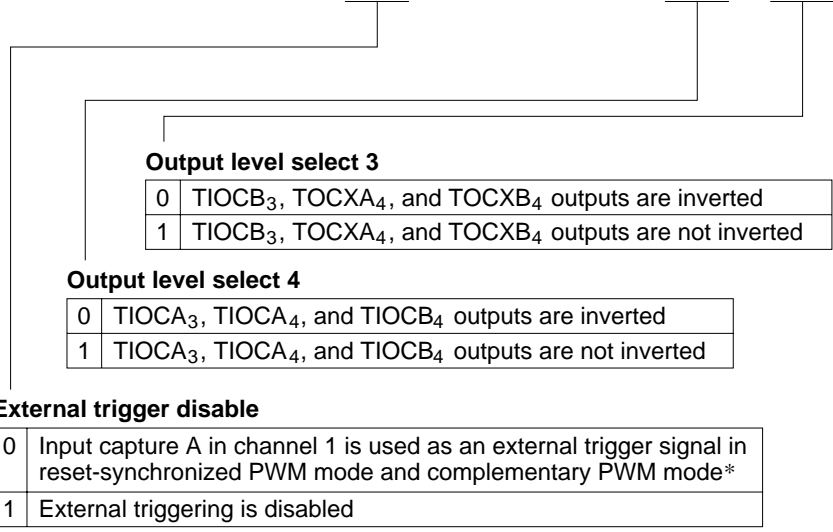 Output level select 3
0 TIOCB₃, TOCXA₄, and TOCXB₄ outputs are inverted
1 TIOCB₃, TOCXA₄, and TOCXB₄ outputs are not inverted
Output level select 4
0 TIOCA₃, TIOCA₄, and TIOCB₄ outputs are inverted
1 TIOCA₃, TIOCA₄, and TIOCB₄ outputs are not inverted
External trigger disable
0 Input capture A in channel 1 is used as an external trigger signal in
reset-synchronized PWM mode and complementary PWM mode*
1 External triggering is disabled